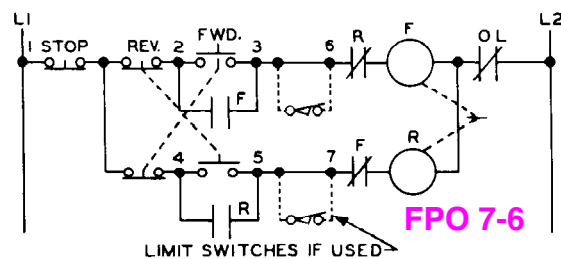 L1
L2
1 STOP
REV.
2
FWD.
3
6
R
F
OL
F
R
4
5
7
F
R
FPO 7-6
LIMIT SWITCHES IF USED